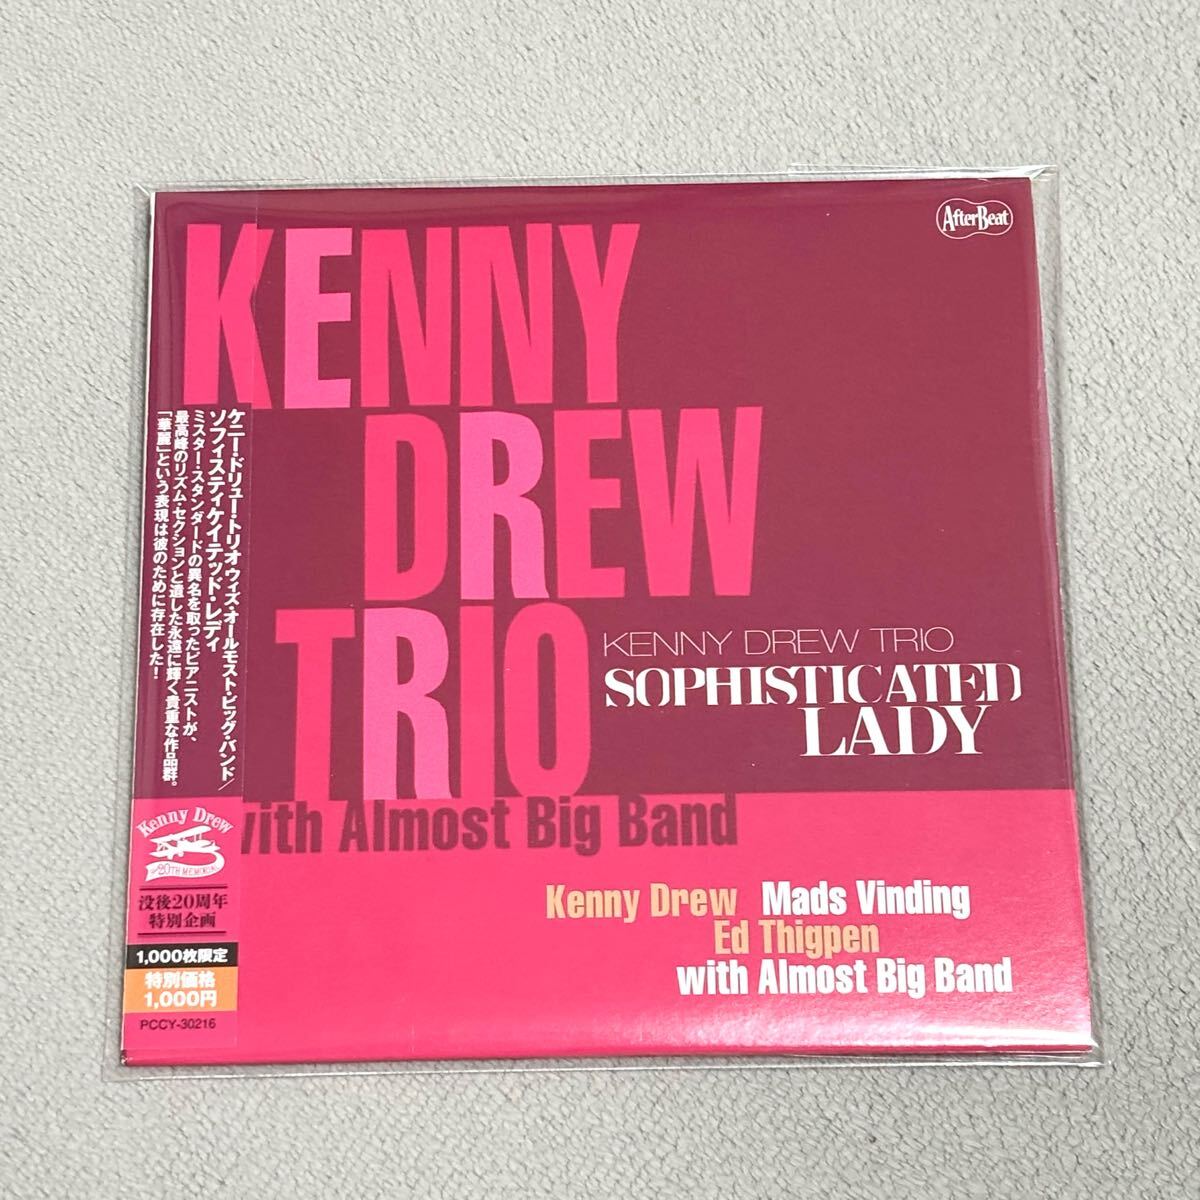 AfterBeat
KENNY
DREW
TRIO
with Almost Big Band
KENNY DREW TRIO
SOPHISTICATED
LADY
Kenny Drew Mads Vinding
Ed Thigpen
with Almost Big Band
ケニー・ドリュー・トリオ ウィズ・オールモスト・ビッグ・バンド/
ソフィスティケイテッド・レディ
ミスター・スタンダードの異名を取ったピアニストが、
最高峰のリズム・セクションと遺した永遠に輝く貴重な作品群。
「華麗」という表現は彼のために存在した!
Kenny Drew
20TH MEMORIAL
没後20周年
特別企画
1,000枚限定
特別価格
1,000円
PCCY-30216